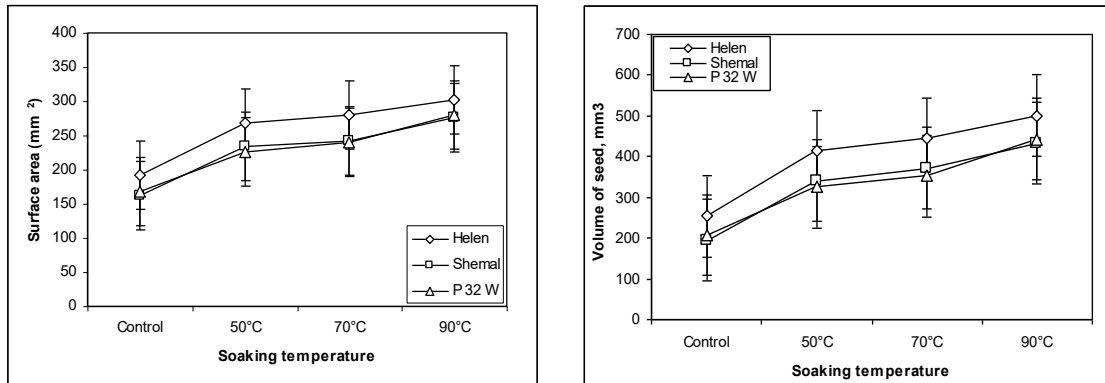 400
350
300
250
200
150
100
50
0
Surface area (mm ²)
Control 50°C 70°C 90°C
Soaking temperature
Helen
Shemal
P 32 W
700
600
500
400
300
200
100
0
Volume of seed, mm3
Helen
Shemal
P 32 W
Control 50°C 70°C 90°C
Soaking temperature